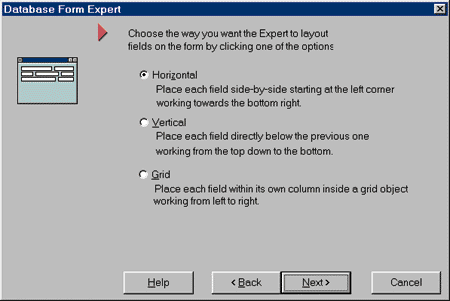 Database Form Expert
Choose the way you want the Expert to layout
fields on the form by clicking one of the options
Horizontal
Place each field side-by-side starting at the left corner
working towards the bottom right.
Vertical
Place each field directly below the previous one
working from the top down to the bottom.
Grid
Place each field within its own column inside a grid object
working from left to right.
Help
< Back
Next >
Cancel